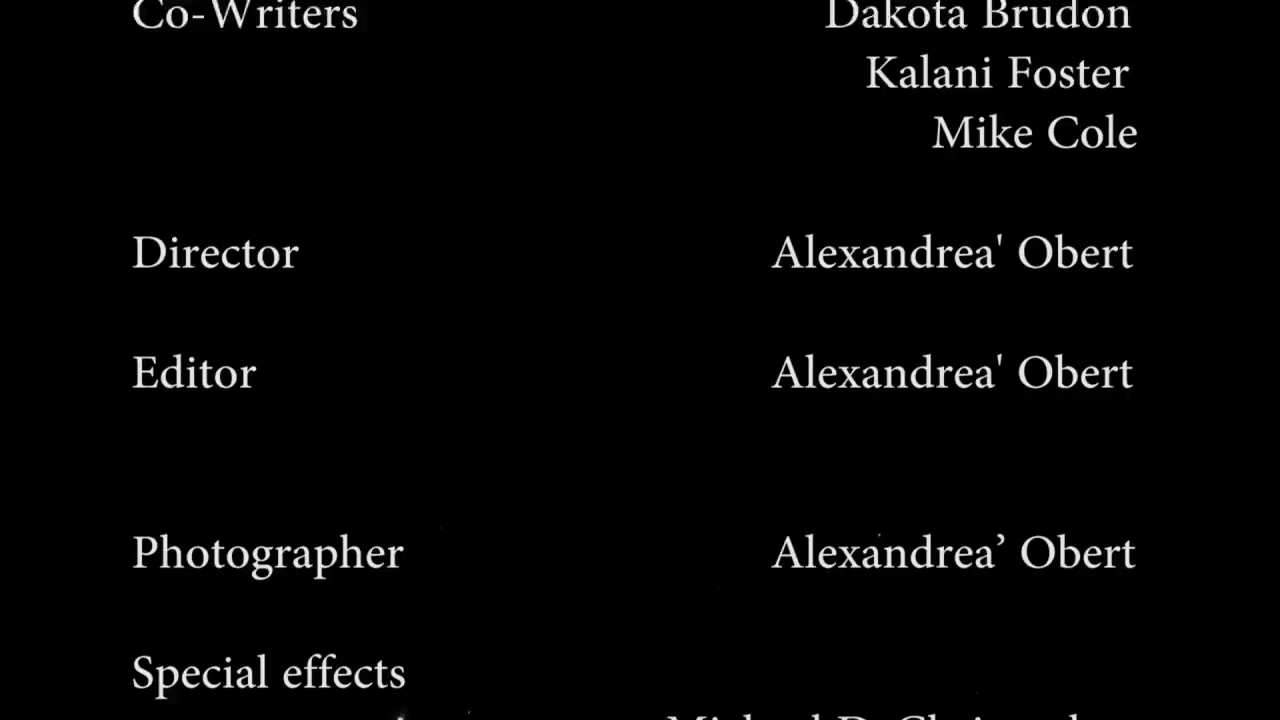 Co-Writers Dakota Brudon
Kalani Foster
Mike Cole
Director Alexandrea' Obert
Editor Alexandrea' Obert
Photographer Alexandrea’ Obert
Special effects